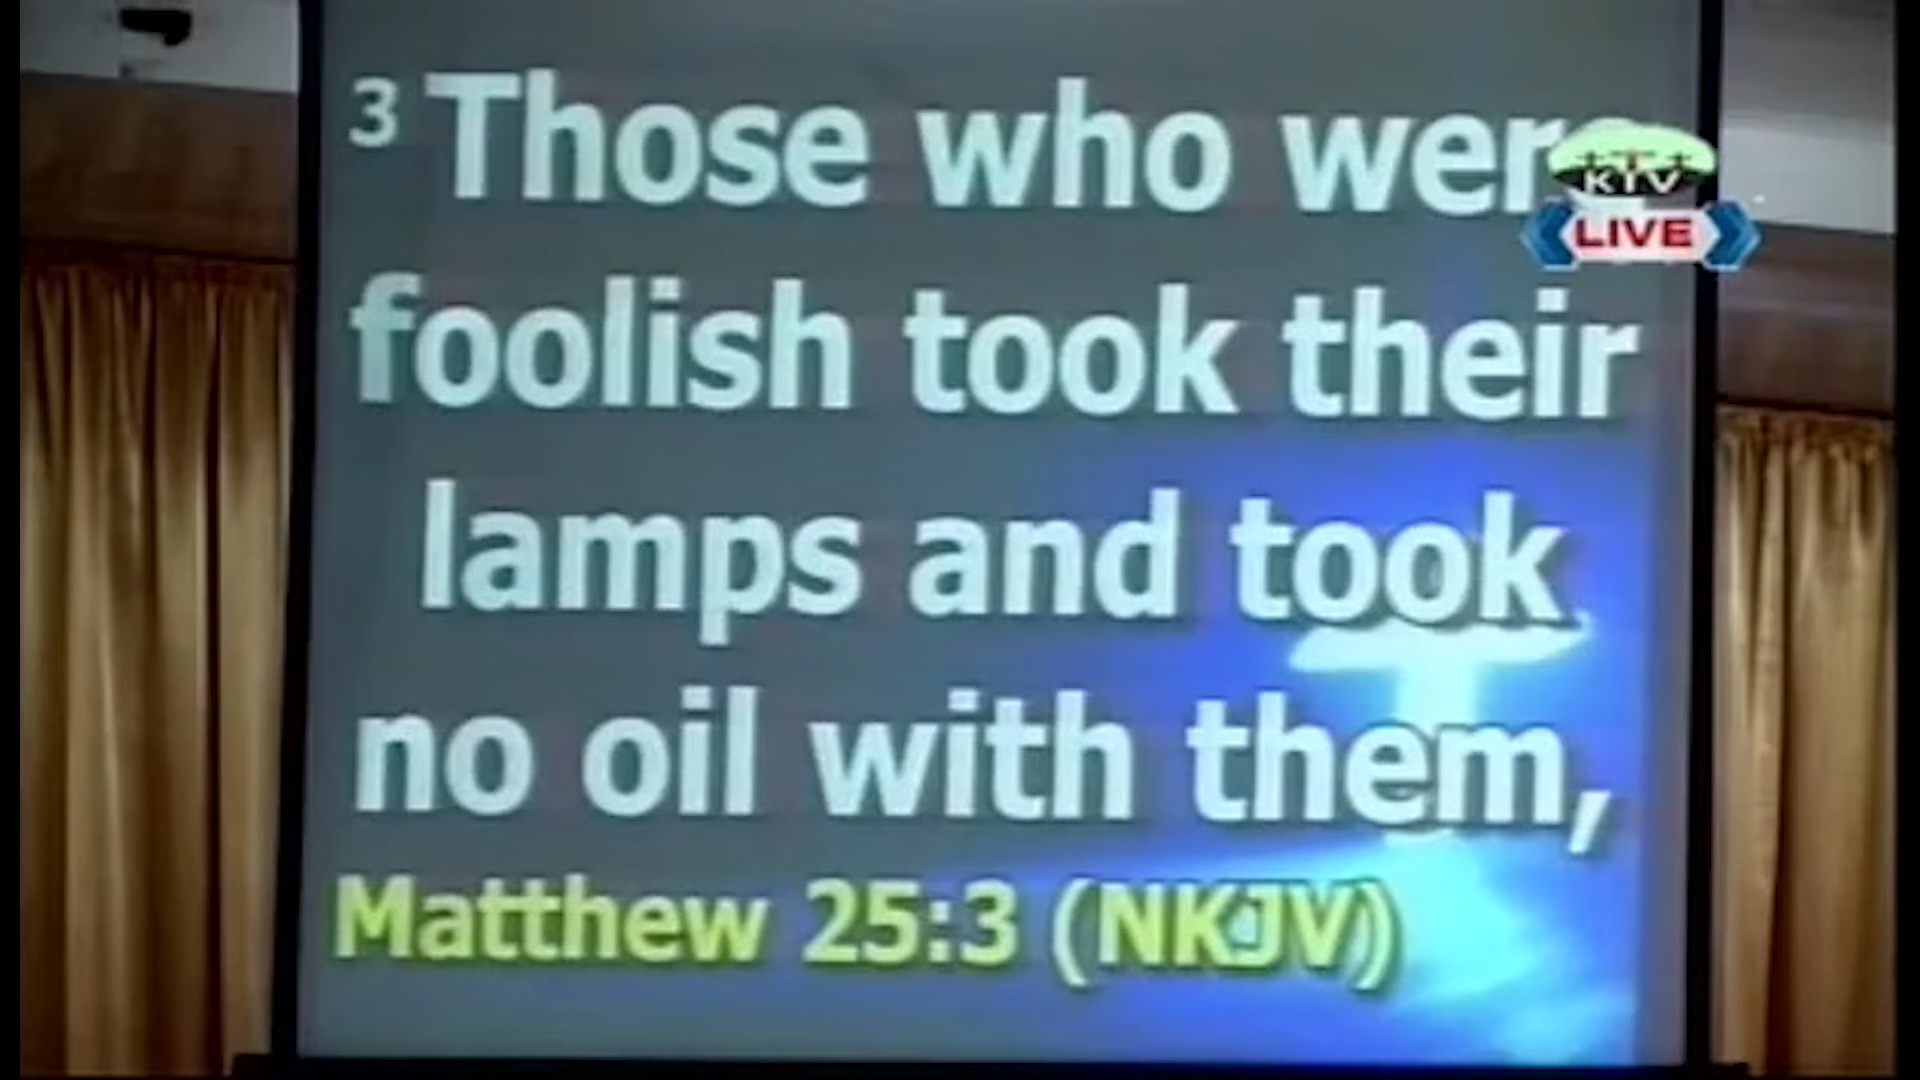 3 Those who were
foolish took their
lamps and took
no oil with them,
Matthew 25:3 (NKJV)
KTV
LIVE